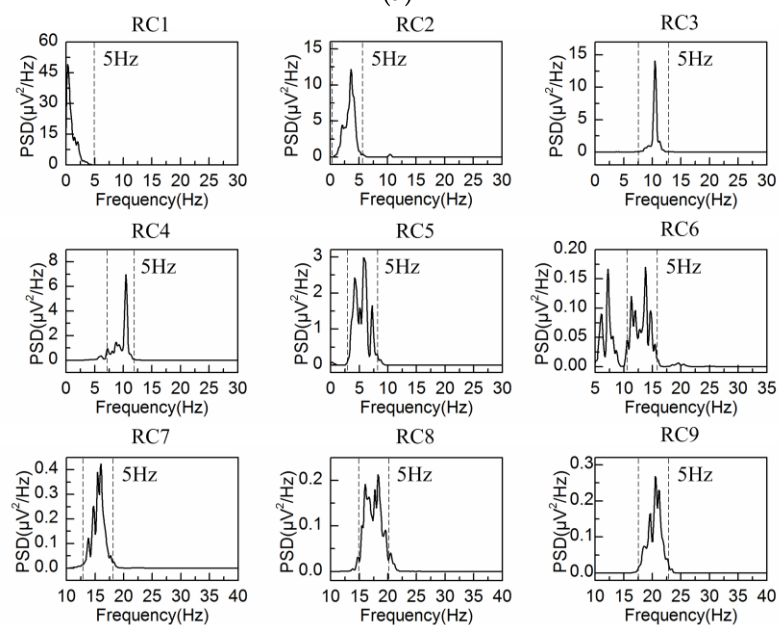 RC1 RC2 RC3
60 15 15
45 10 10
30 5 5
15 0 0
0
5Hz 5Hz 5Hz
PSD(μV²/Hz) PSD(μV²/Hz) PSD(μV²/Hz)
0 5 10 15 20 25 30 0 5 10 15 20 25 30 0 5 10 15 20 25 30
Frequency(Hz) Frequency(Hz) Frequency(Hz)
RC4 RC5 RC6
8 3 0.20
6 2 0.15
4 1 0.10
2 0 0.05
0 0.00
5Hz 5Hz 5Hz
PSD(μV²/Hz) PSD(μV²/Hz) PSD(μV²/Hz)
0 5 10 15 20 25 30 0 5 10 15 20 25 30 5 10 15 20 25 30 35
Frequency(Hz) Frequency(Hz) Frequency(Hz)
RC7 RC8 RC9
0.4 0.2 0.3
0.3 0.1 0.2
0.2 0.0 0.1
0.1 0.0
0.0
5Hz 5Hz 5Hz
PSD(μV²/Hz) PSD(μV²/Hz) PSD(μV²/Hz)
10 15 20 25 30 35 40 10 15 20 25 30 35 40 10 15 20 25 30 35 40
Frequency(Hz) Frequency(Hz) Frequency(Hz)